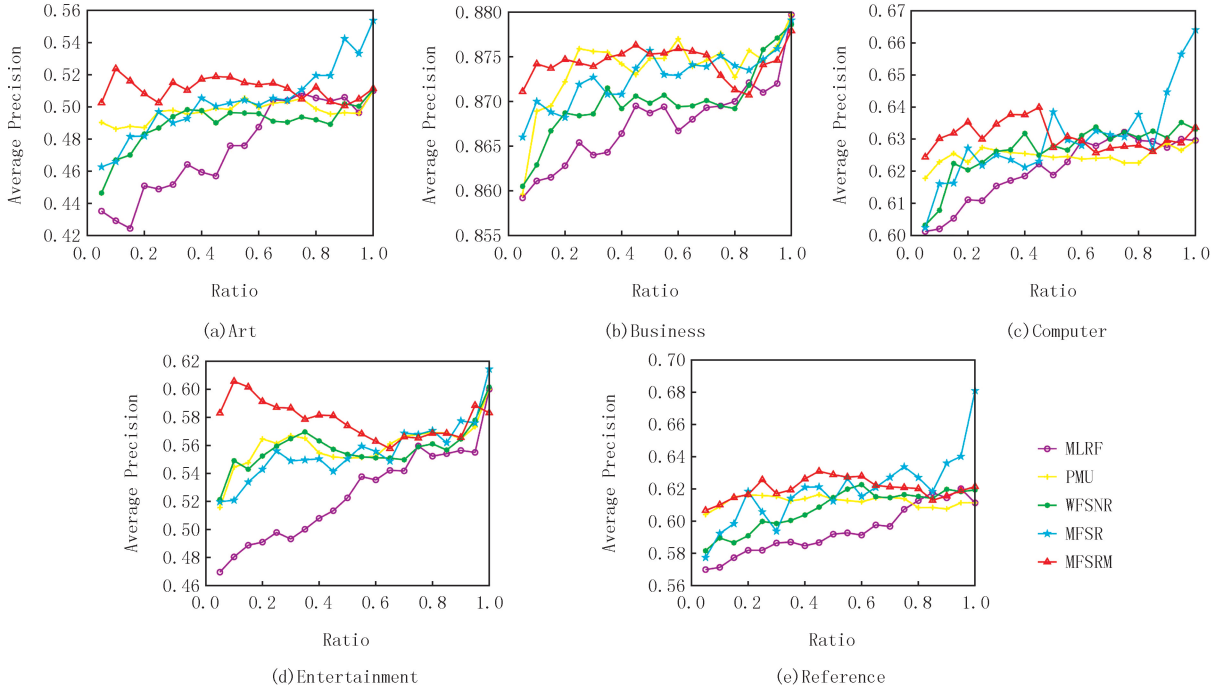 0.56
0.54
0.52
0.50
0.48
0.46
0.44
0.42
Average Precision
0.0 0.2 0.4 0.6 0.8 1.0
Ratio
(a)Art
0.880
0.875
0.870
0.865
0.860
0.855
Average Precision
0.0 0.2 0.4 0.6 0.8 1.0
Ratio
(b)Business
0.67
0.66
0.65
0.64
0.63
0.62
0.61
0.60
Average Precision
0.0 0.2 0.4 0.6 0.8 1.0
Ratio
(c)Computer
0.62
0.60
0.58
0.56
0.54
0.52
0.50
0.48
0.46
Average Precision
0.0 0.2 0.4 0.6 0.8 1.0
Ratio
(d)Entertainment
0.70
0.68
0.66
0.64
0.62
0.60
0.58
0.56
Average Precision
0.0 0.2 0.4 0.6 0.8 1.0
Ratio
(e)Reference
MLRF
PMU
WFSNR
MFSR
MFSRM